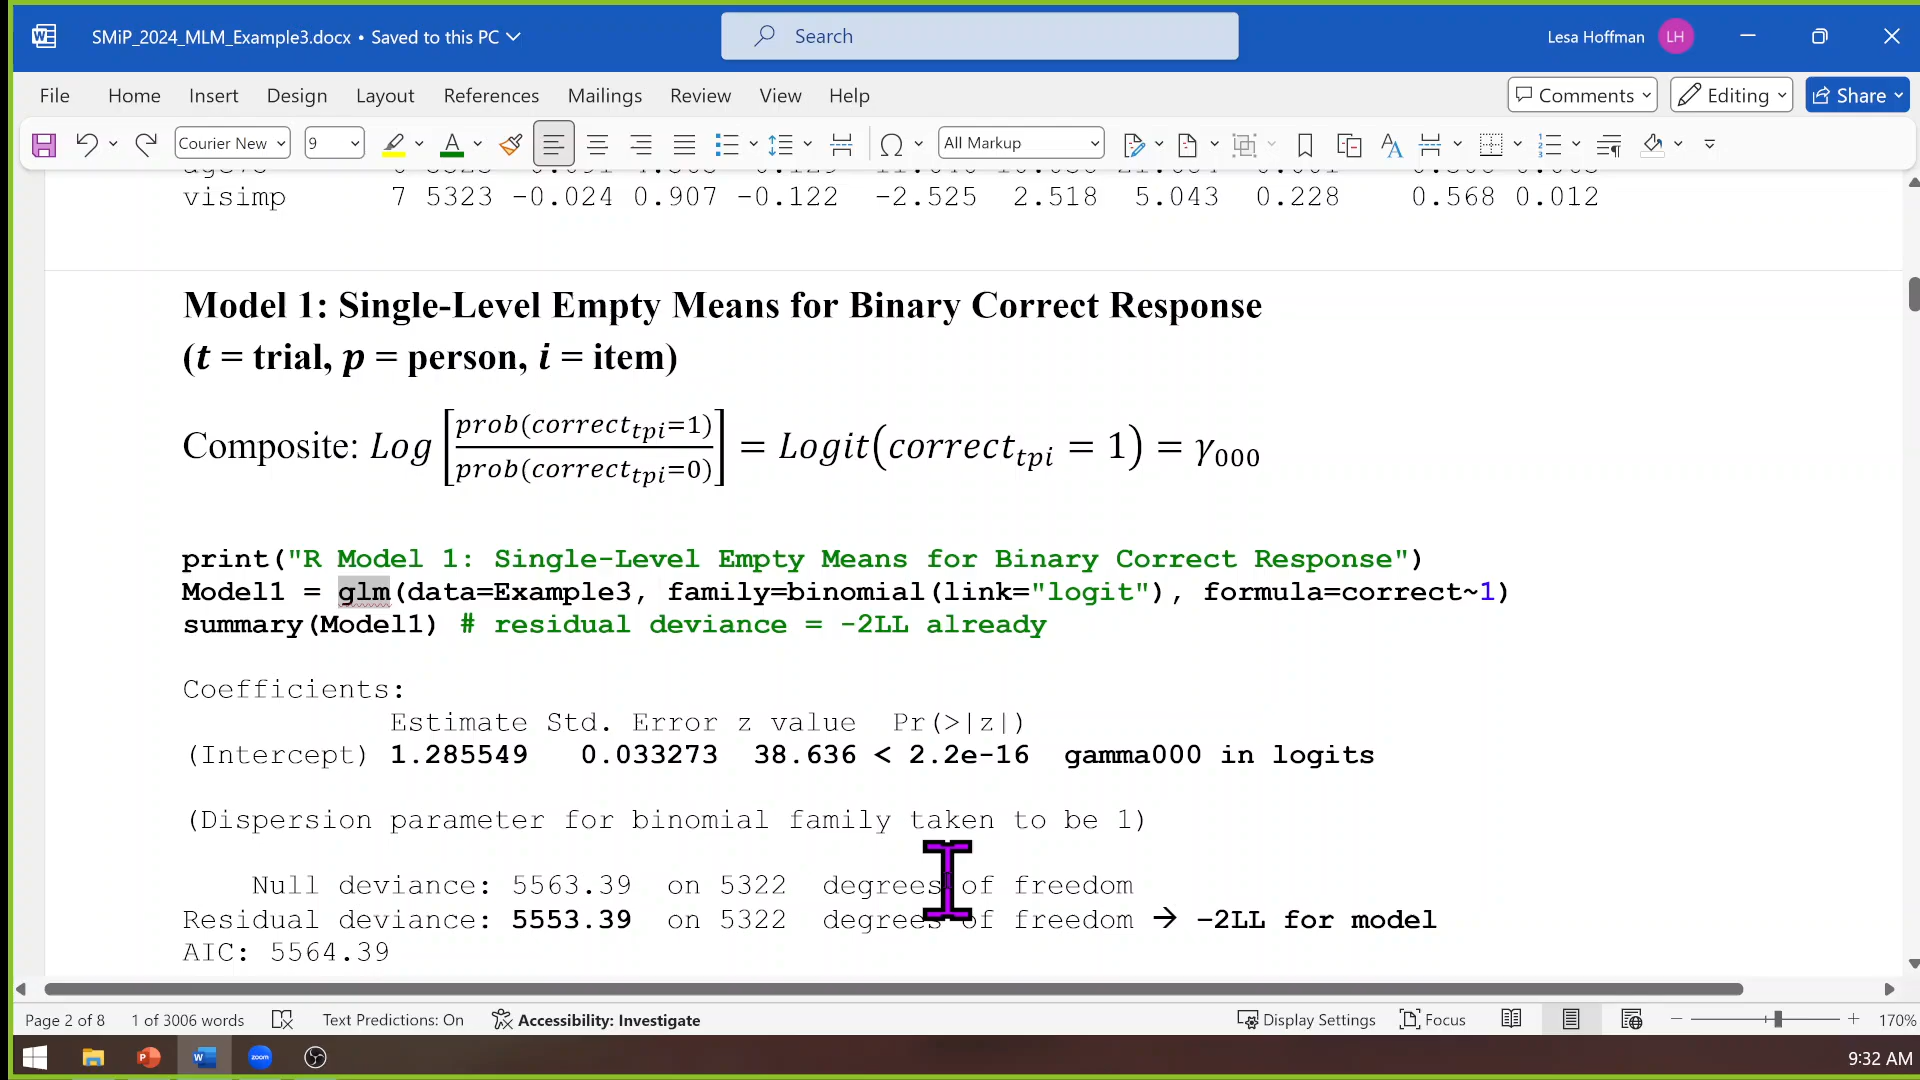 SMiP_2024_MLM_Example3.docx • Saved to this PC
Search
Lesa Hoffman
LH
File Home Insert Design Layout References Mailings Review View Help
Comments
Editing
Share
Courier New
9
All Markup
visimp 7 5323 -0.024 0.907 -0.122 -2.525 2.518 5.043 0.228 0.568 0.012
Model 1: Single-Level Empty Means for Binary Correct Response
(t = trial, p = person, i = item)
Composite: Log [prob(correct_tpi=1) / prob(correct_tpi=0)] = Logit(correct_tpi = 1) = γ_000
print("R Model 1: Single-Level Empty Means for Binary Correct Response")
Model1 = glm(data=Example3, family=binomial(link="logit"), formula=correct~1)
summary(Model1) # residual deviance = -2LL already
Coefficients:
Estimate Std. Error z value Pr(>|z|)
(Intercept) 1.285549 0.033273 38.636 < 2.2e-16 gamma000 in logits
(Dispersion parameter for binomial family taken to be 1)
Null deviance: 5563.39 on 5322 degrees of freedom
Residual deviance: 5553.39 on 5322 degrees of freedom → -2LL for model
AIC: 5564.39
Page 2 of 8
1 of 3006 words
Text Predictions: On
Accessibility: Investigate
Display Settings
Focus
170%
zoom
9:32 AM